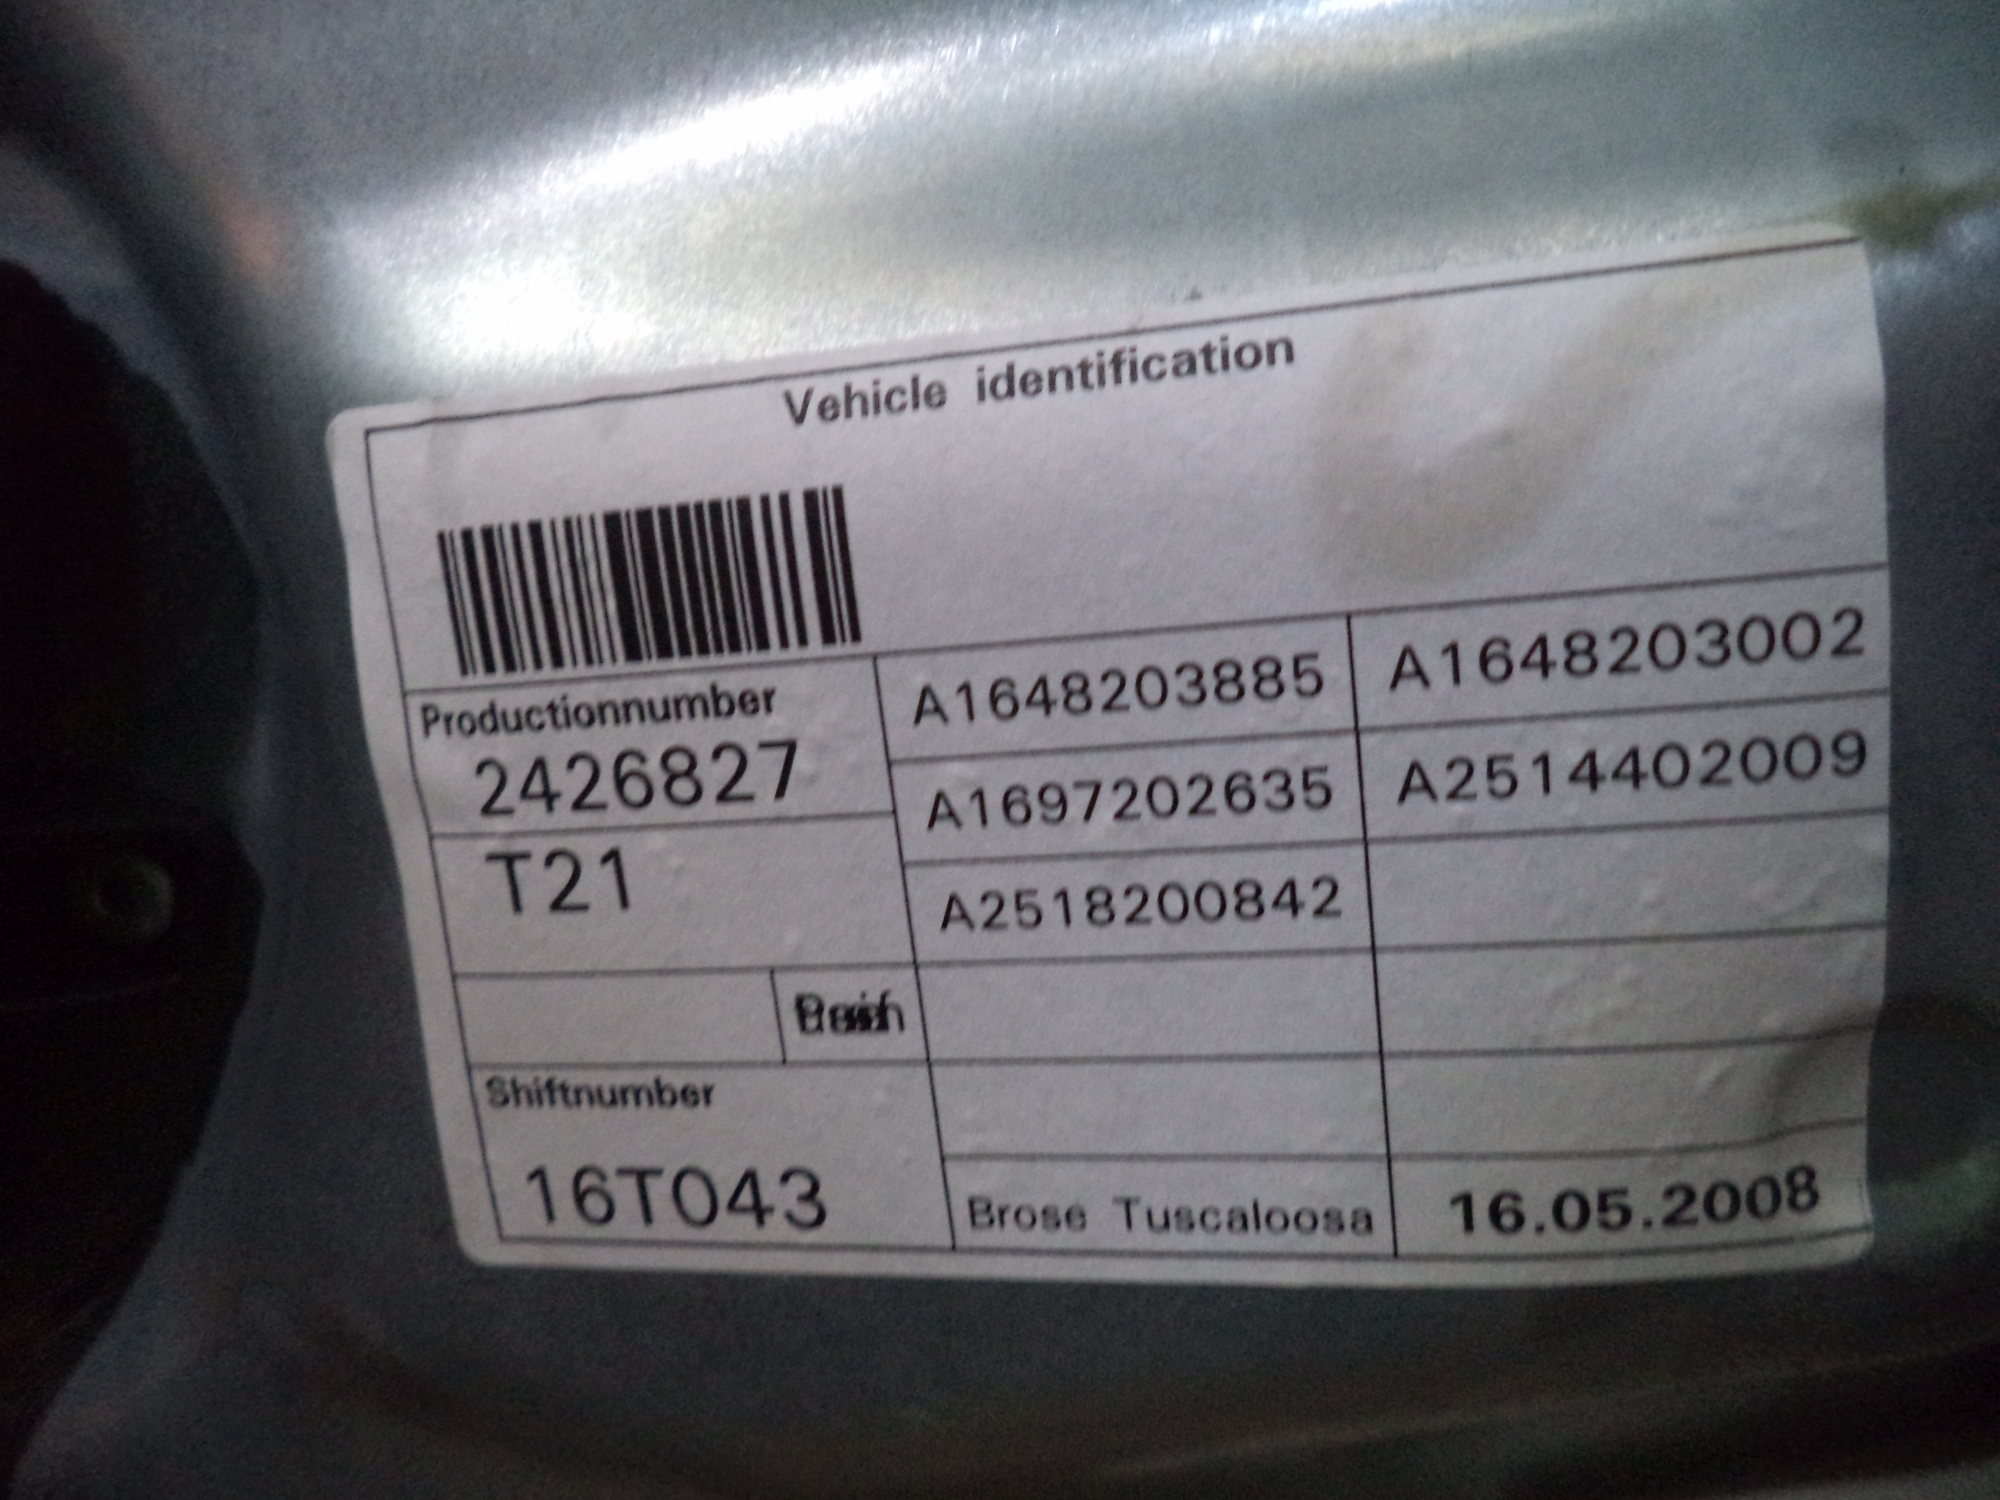 Vehicle identification
Productionnumber
2426827
T21
A1648203885
A1648203002
A1697202635
A2514402009
A2518200842
Shiftnumber
16T043
Brose Tuscaloosa
16.05.2008